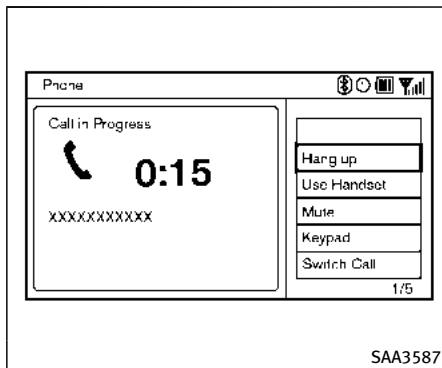 Phone
Call in Progress
0:15
XXXXXXXXXXX
Hang up
Use Handset
Mute
Keypad
Switch Call
1/5
SAA3587